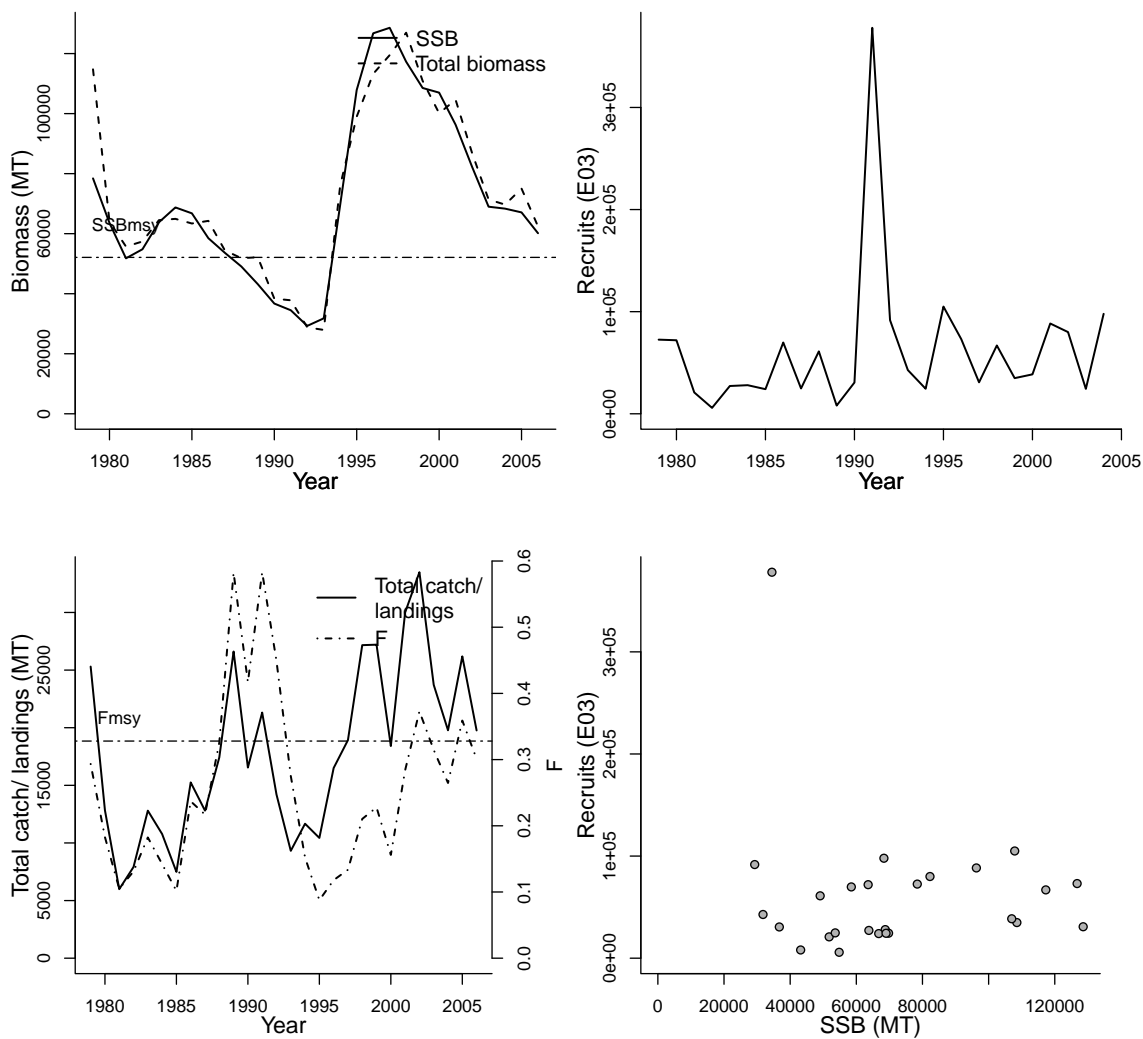 SSB
Total biomass
SSBmsy
Biomass (MT)
0
20000
60000
100000
1980
1985
1990
1995
2000
2005
Year
Recruits (E03)
0e+00
1e+05
2e+05
3e+05
1980
1985
1990
1995
2000
2005
Year
Total catch/
landings
F
Fmsy
Total catch/ landings (MT)
0
5000
15000
25000
F
0.0
0.1
0.2
0.3
0.4
0.5
0.6
1980
1985
1990
1995
2000
2005
Year
Recruits (E03)
0e+00
1e+05
2e+05
3e+05
0
20000
40000
60000
80000
120000
SSB (MT)